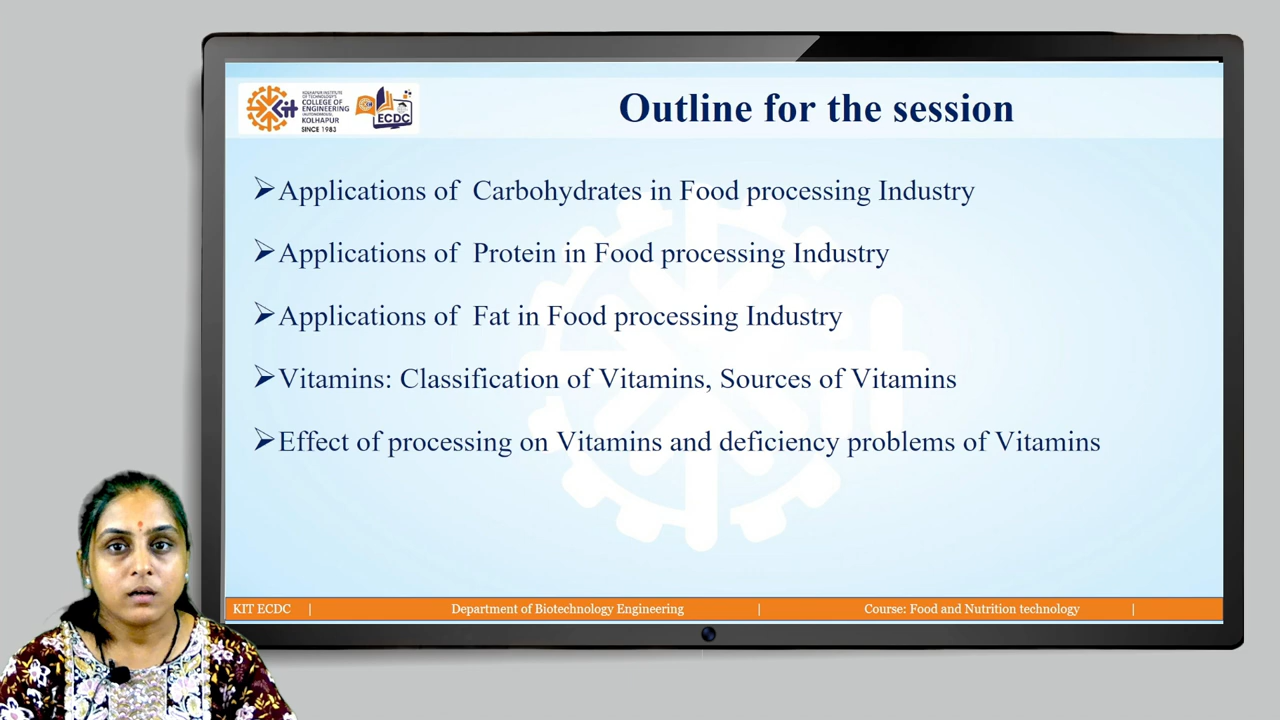 KOLHAPUR INSTITUTE
OF TECHNOLOGY'S
COLLEGE OF
ENGINEERING
(AUTONOMOUS),
KOLHAPUR
SINCE 1983
KIT
ECDC
Outline for the session
Applications of Carbohydrates in Food processing Industry
Applications of Protein in Food processing Industry
Applications of Fat in Food processing Industry
Vitamins: Classification of Vitamins, Sources of Vitamins
Effect of processing on Vitamins and deficiency problems of Vitamins
KIT ECDC | Department of Biotechnology Engineering | Course: Food and Nutrition technology |